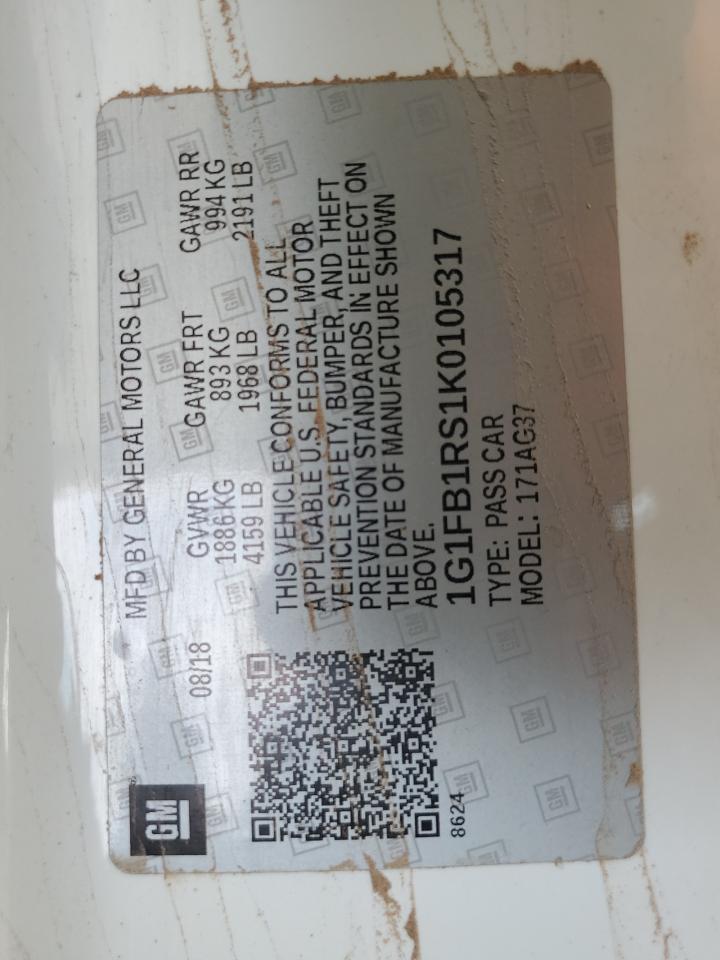 GM
08/18
MFD BY GENERAL MOTORS LLC
GVWR GAWR FRT GAWR RR
1886 KG 893 KG 994 KG
4159 LB 1968 LB 2191 LB
THIS VEHICLE CONFORMS TO ALL
APPLICABLE U.S. FEDERAL MOTOR
VEHICLE SAFETY, BUMPER, AND THEFT
PREVENTION STANDARDS IN EFFECT ON
THE DATE OF MANUFACTURE SHOWN
ABOVE.
1G1FB1RS1K0105317
TYPE: PASS CAR
MODEL: 171AG37
8624